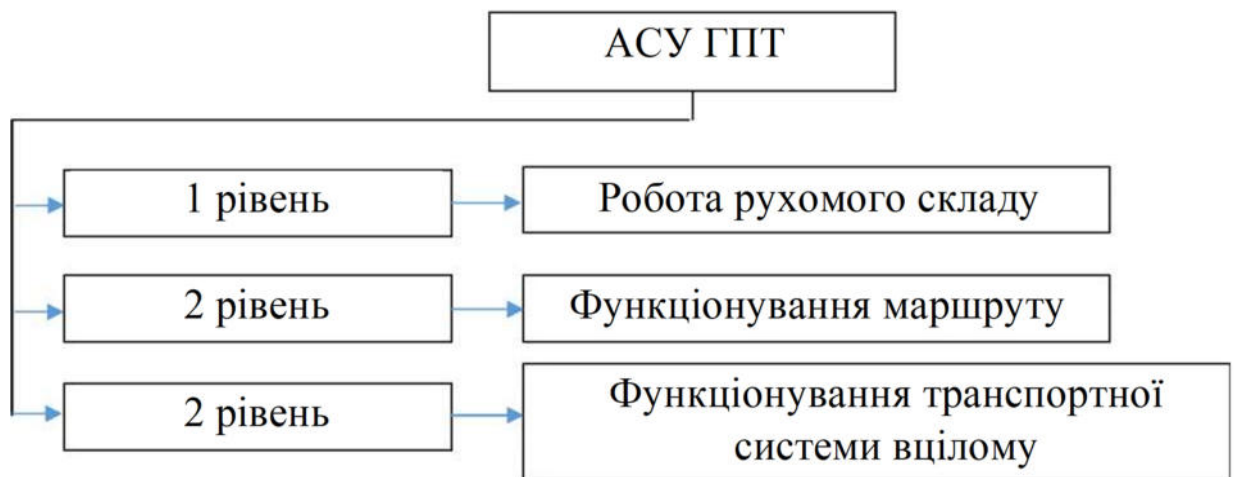 АСУ ГПТ
1 рівень
Робота рухомого складу
2 рівень
Функціонування маршруту
2 рівень
Функціонування транспортної
системи вцілому